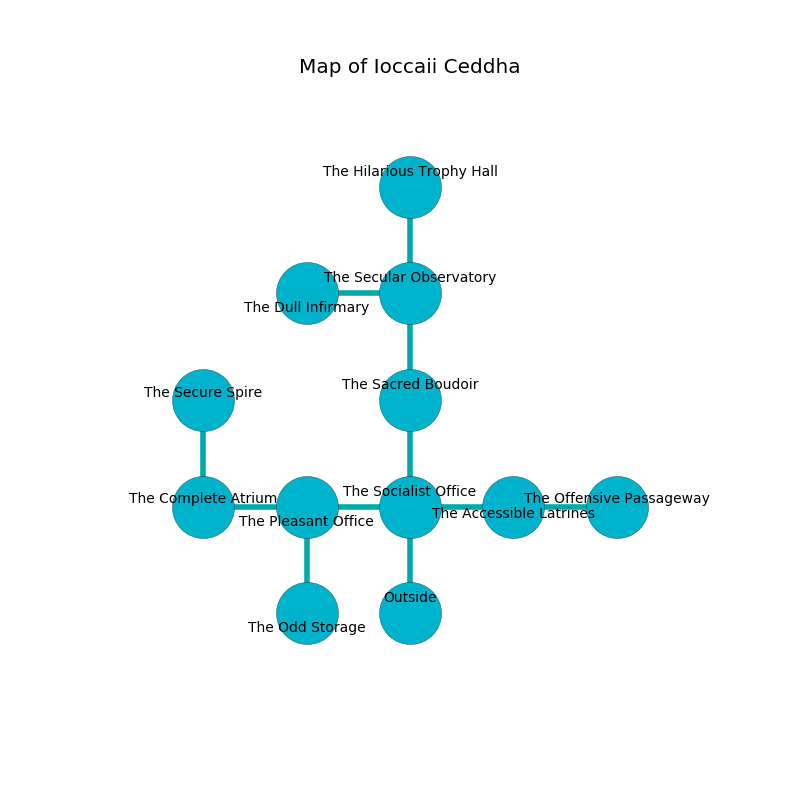 Map of Ioccaii Ceddha
The Hilarious Trophy Hall
The Secular Observatory
The Dull Infirmary
The Sacred Boudoir
The Secure Spire
The Socialist Office
The Complete Atrium
The Offensive Passageway
The Accessible Latrines
The Pleasant Office
Outside
The Odd Storage